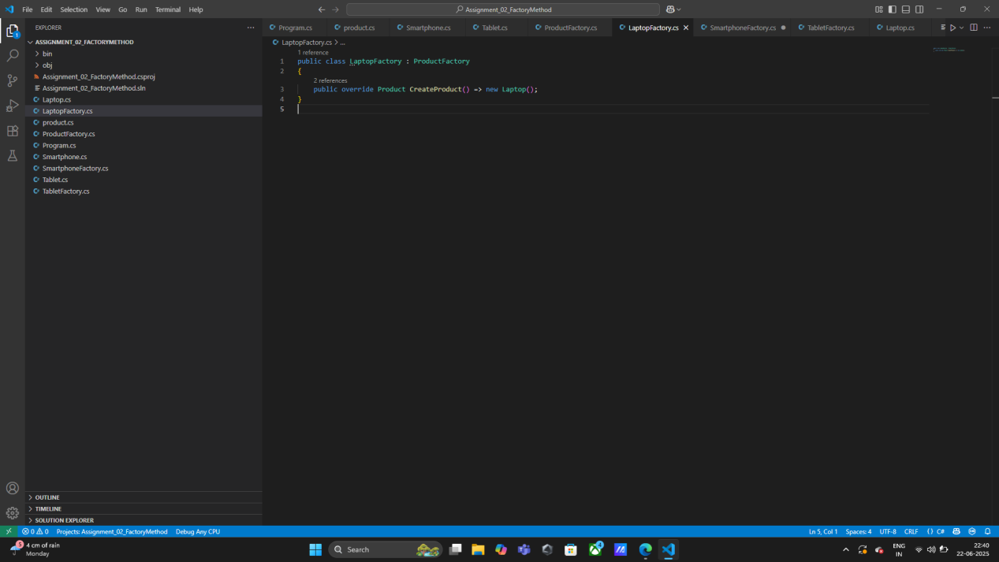 File Edit Selection View Go Run Terminal Help
Assignment_02_FactoryMethod
EXPLORER
ASSIGNMENT_02_FACTORYMETHOD
bin
obj
Assignment_02_FactoryMethod.csproj
Assignment_02_FactoryMethod.sln
Laptop.cs
LaptopFactory.cs
product.cs
ProductFactory.cs
Program.cs
Smartphone.cs
SmartphoneFactory.cs
Tablet.cs
TabletFactory.cs
OUTLINE
TIMELINE
SOLUTION EXPLORER
1
Program.cs product.cs Smartphone.cs Tablet.cs ProductFactory.cs LaptopFactory.cs SmartphoneFactory.cs TabletFactory.cs Laptop.cs
LaptopFactory.cs > ...
1 reference
1 public class LaptopFactory : ProductFactory
2 {
2 references
3 public override Product CreateProduct() => new Laptop();
4 }
5
0 0 Projects: Assignment_02_FactoryMethod Debug Any CPU Ln 5, Col 1 Spaces: 4 UTF-8 CRLF {} C#
5 4 cm of rain
Monday
Search
4
ENG
IN
22:40
22-06-2025